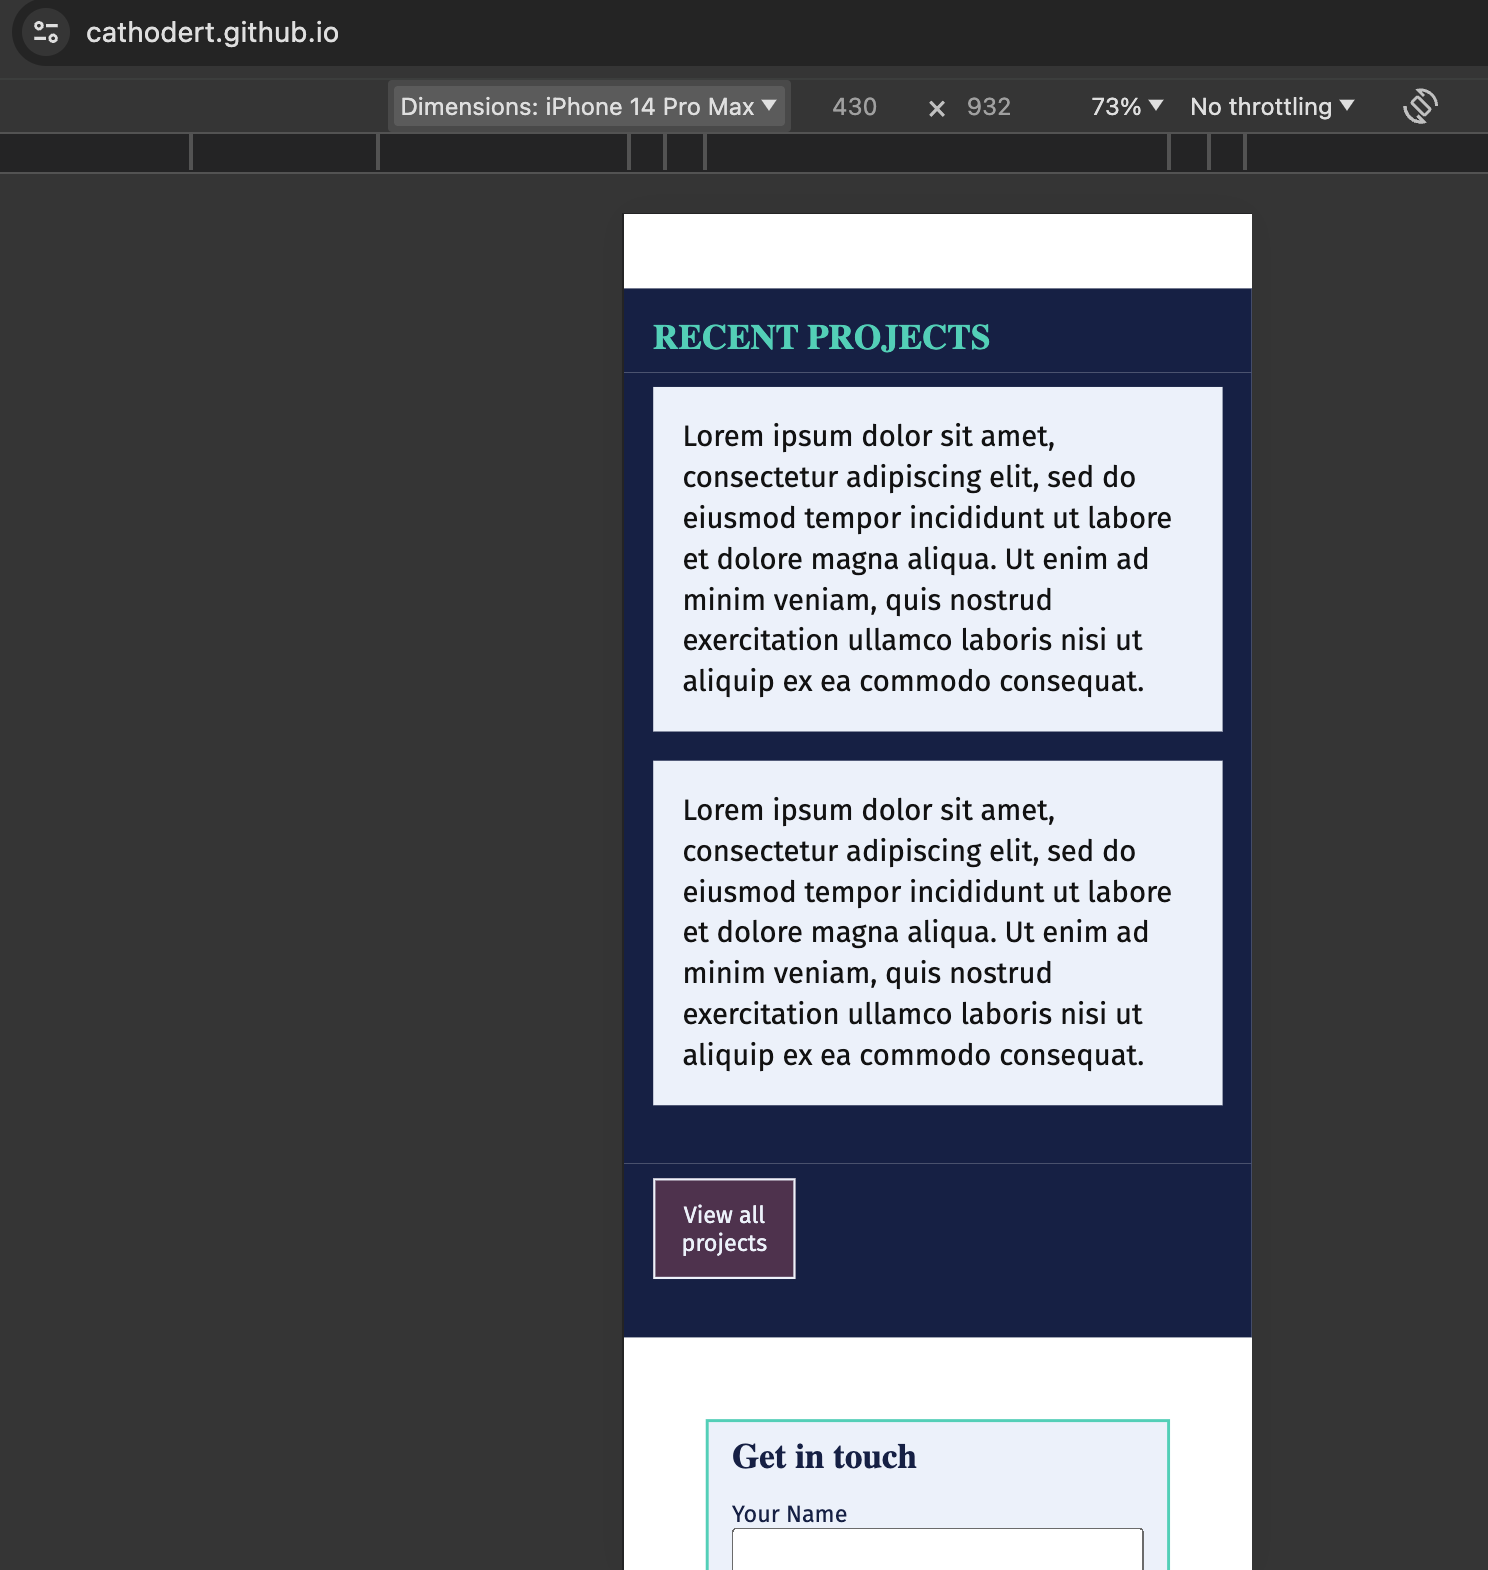 cathodert.github.io
Dimensions: iPhone 14 Pro Max ▼ 430 × 932 73% ▼ No throttling ▼
RECENT PROJECTS
Lorem ipsum dolor sit amet,
consectetur adipiscing elit, sed do
eiusmod tempor incididunt ut labore
et dolore magna aliqua. Ut enim ad
minim veniam, quis nostrud
exercitation ullamco laboris nisi ut
aliquip ex ea commodo consequat.
Lorem ipsum dolor sit amet,
consectetur adipiscing elit, sed do
eiusmod tempor incididunt ut labore
et dolore magna aliqua. Ut enim ad
minim veniam, quis nostrud
exercitation ullamco laboris nisi ut
aliquip ex ea commodo consequat.
View all
projects
Get in touch
Your Name